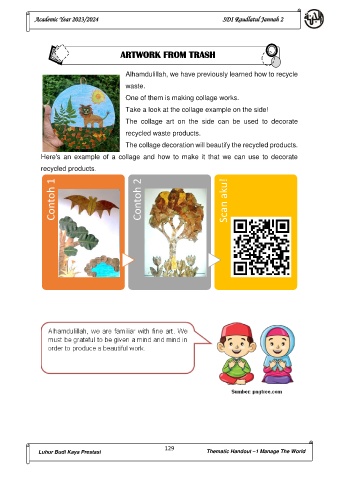 Academic Year 2023/2024 SDI Raudlatul Jannah 2
ARTWORK FROM TRASH
Alhamdulillah, we have previously learned how to recycle
waste.
One of them is making collage works.
Take a look at the collage example on the side!
The collage art on the side can be used to decorate
recycled waste products.
The collage decoration will beautify the recycled products.
Here's an example of a collage and how to make it that we can use to decorate
recycled products.
Contoh 1
Contoh 2
Scan aku!
Alhamdulillah, we are familiar with fine art. We
must be grateful to be given a mind and mind in
order to produce a beautiful work.
Sumber. pngtree.com
Luhur Budi Kaya Prestasi 129 Thematic Handout –1 Manage The World